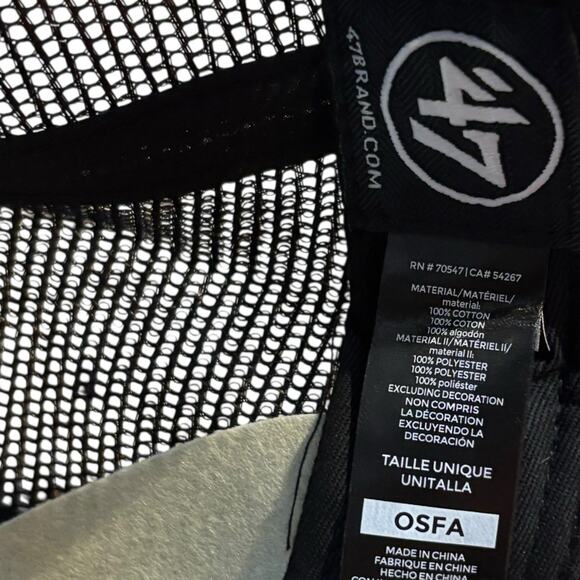 47BRAND.COM
47
RN # 70547 | CA# 54267
MATERIAL/MATÉRIEL/
material:
100% COTTON
100% COTON
100% algodón
MATERIAL II/MATÉRIEL II/
material II:
100% POLYESTER
100% POLYESTER
100% poliéster
EXCLUDING DECORATION
NON COMPRIS
LA DÉCORATION
EXCLUYENDO LA
DECORACIÓN
TAILLE UNIQUE
UNITALLA
OSFA
MADE IN CHINA
FABRIQUE EN CHINE
HECHO EN CHINA